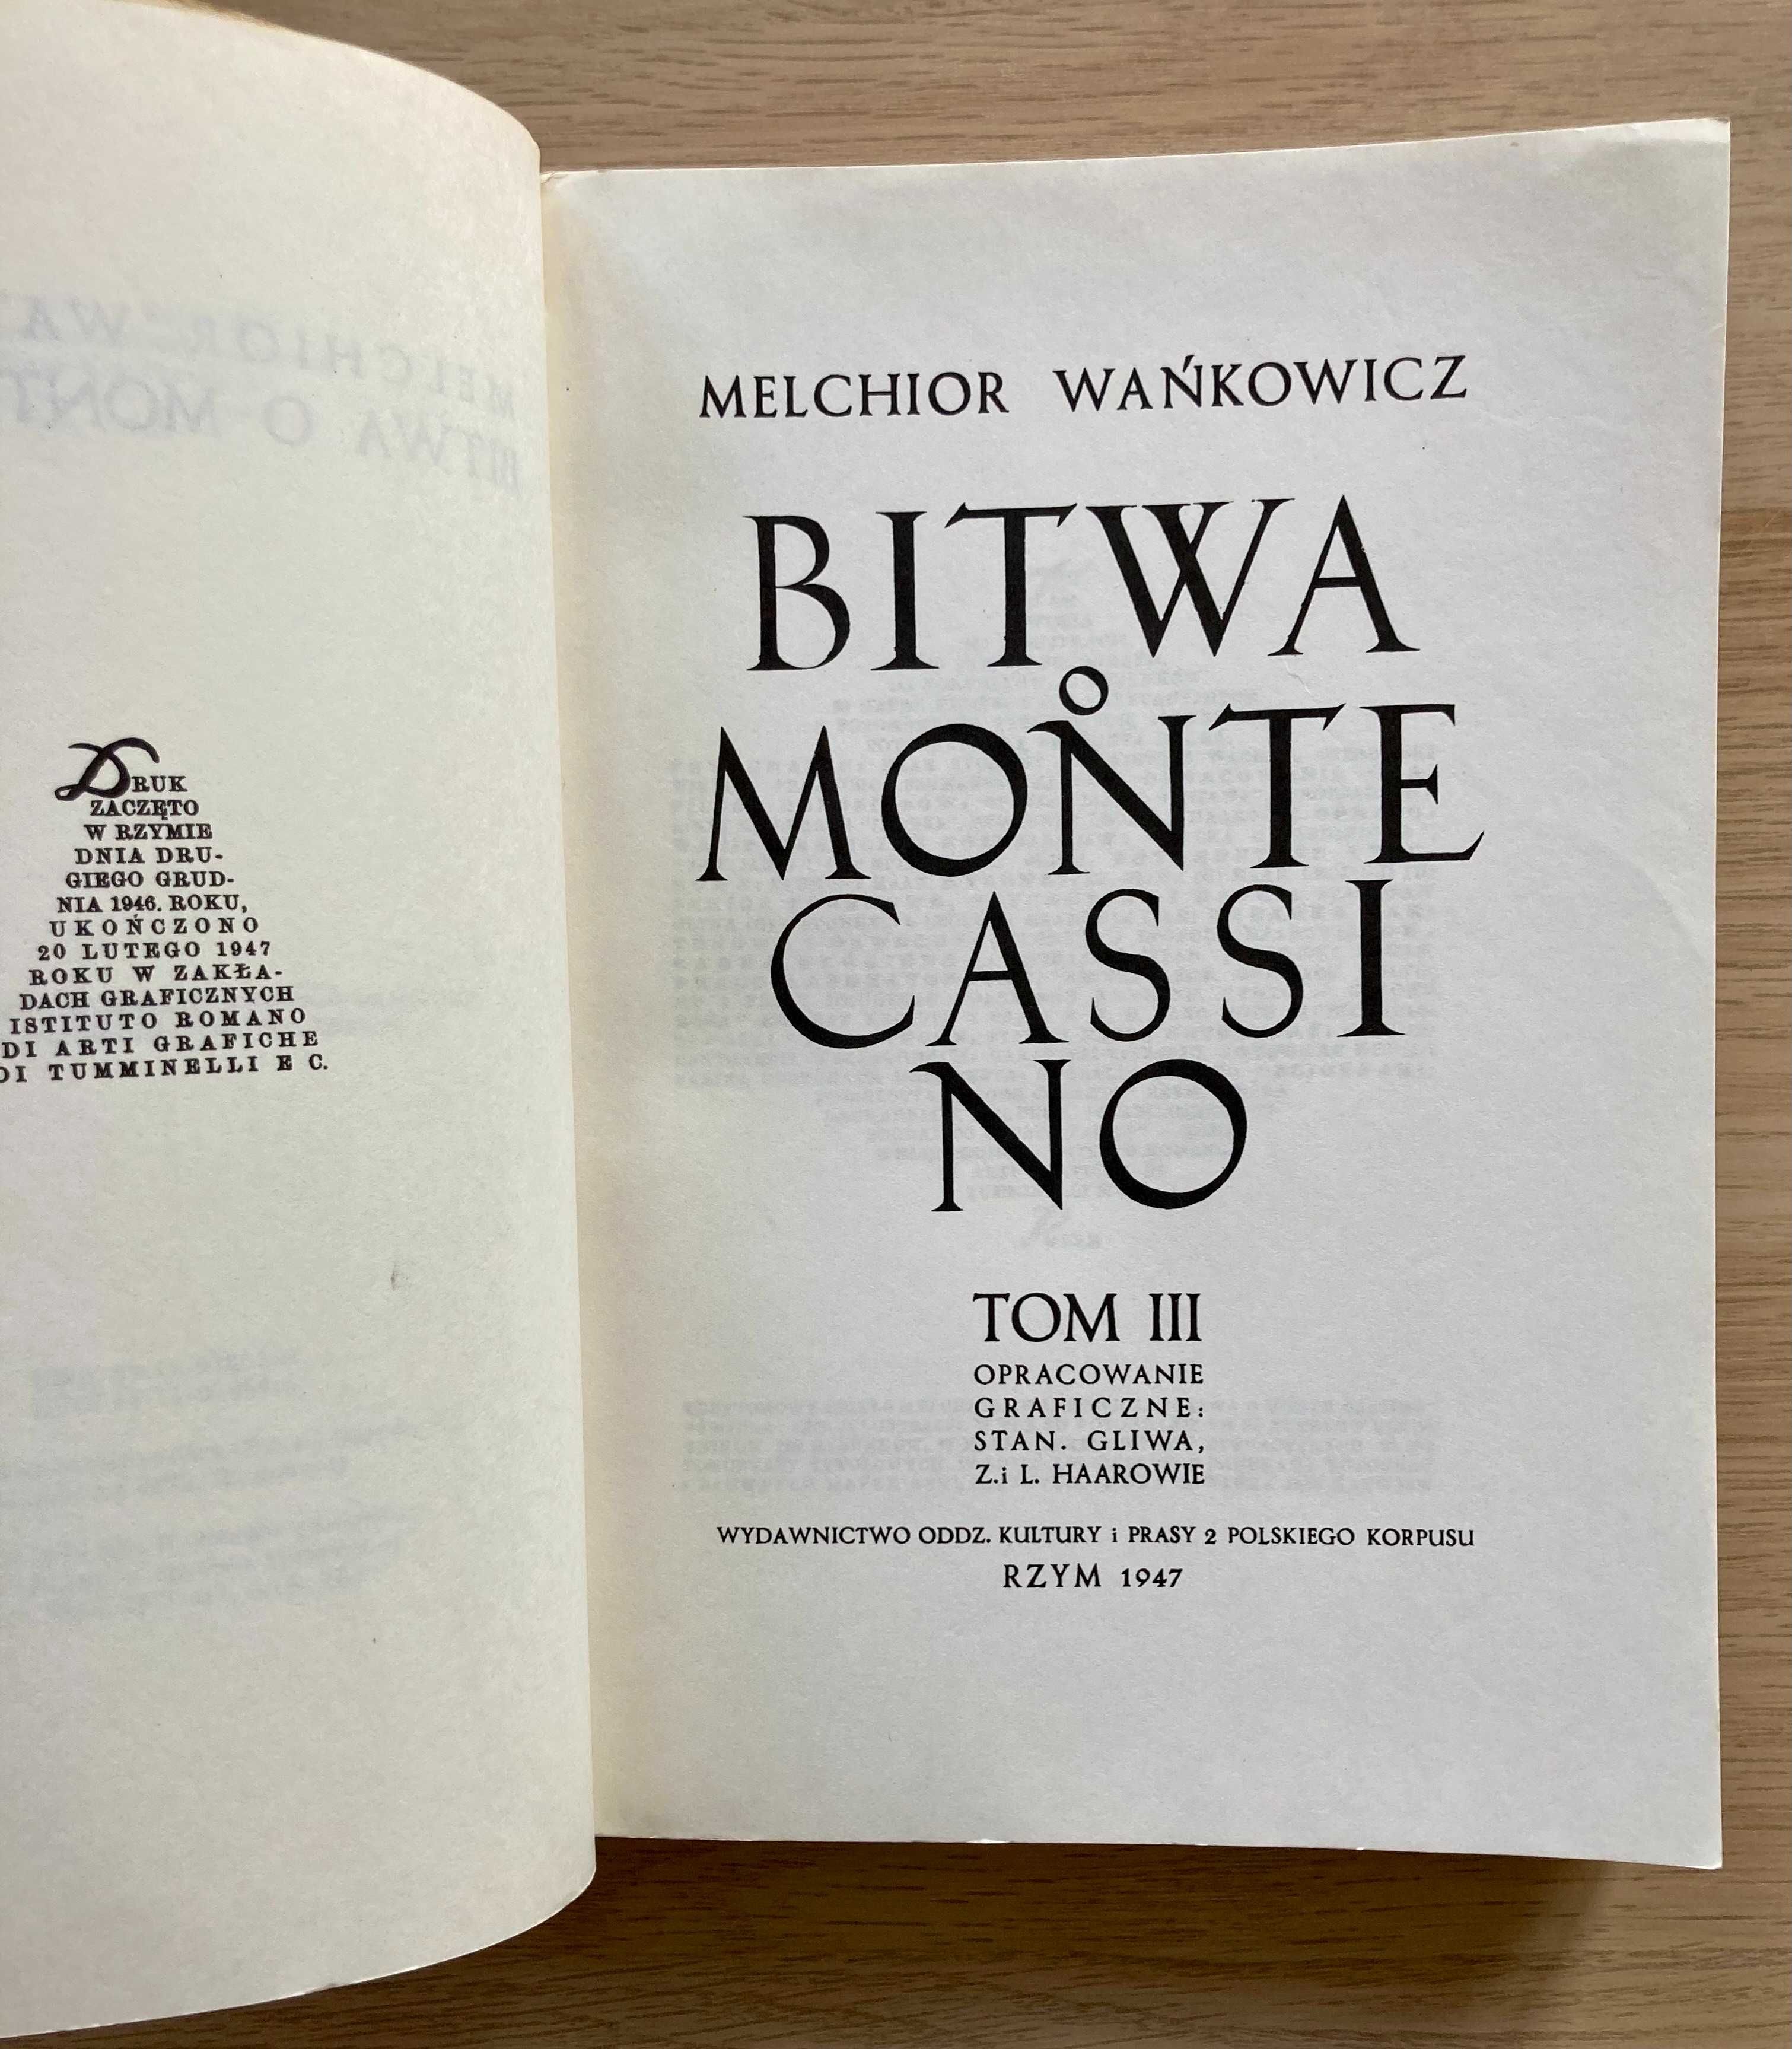 DRUK
ZACZĘTO
W RZYMIE
DNIA DRU-
GIEGO GRUD-
NIA 1946. ROKU,
UKOŃCZONO
20 LUTEGO 1947
ROKU W ZAKŁA-
DACH GRAFICZNYCH
ISTITUTO ROMANO
DI ARTI GRAFICHE
DI TUMMINELLI E C.
MELCHIOR WAŃKOWICZ
BITWA
O
MONTE
CASSI
NO
TOM III
OPRACOWANIE
GRAFICZNE:
STAN. GLIWA,
Z. i L. HAAROWIE
WYDAWNICTWO ODDZ. KULTURY i PRASY 2 POLSKIEGO KORPUSU
RZYM 1947